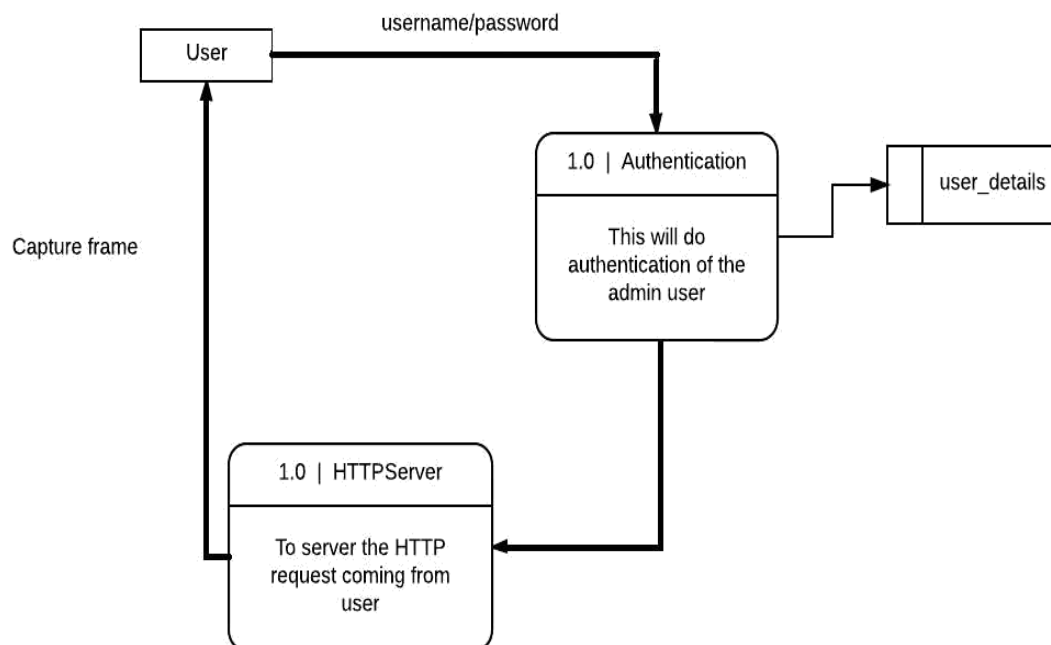 username/password
User
1.0 | Authentication
user_details
This will do
authentication of the
admin user
Capture frame
1.0 | HTTPServer
To server the HTTP
request coming from
user